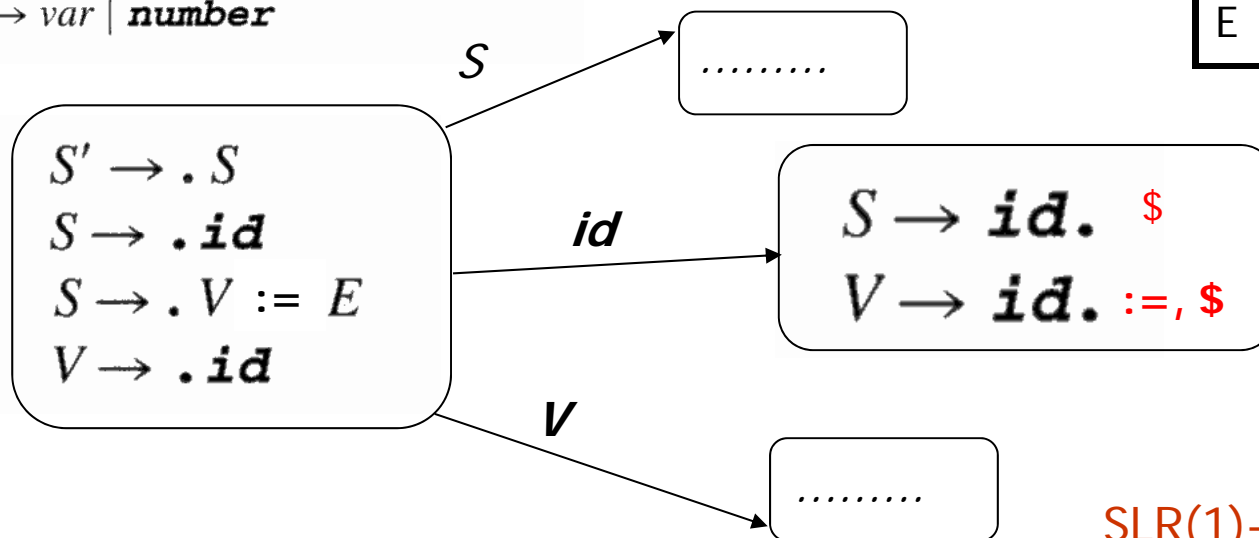 → var | number
E
S
.........
S′ → . S
S → .id
S → . V := E
V → .id
id
S → id. $
V → id. :=, $
V
.........
SLR(1)-